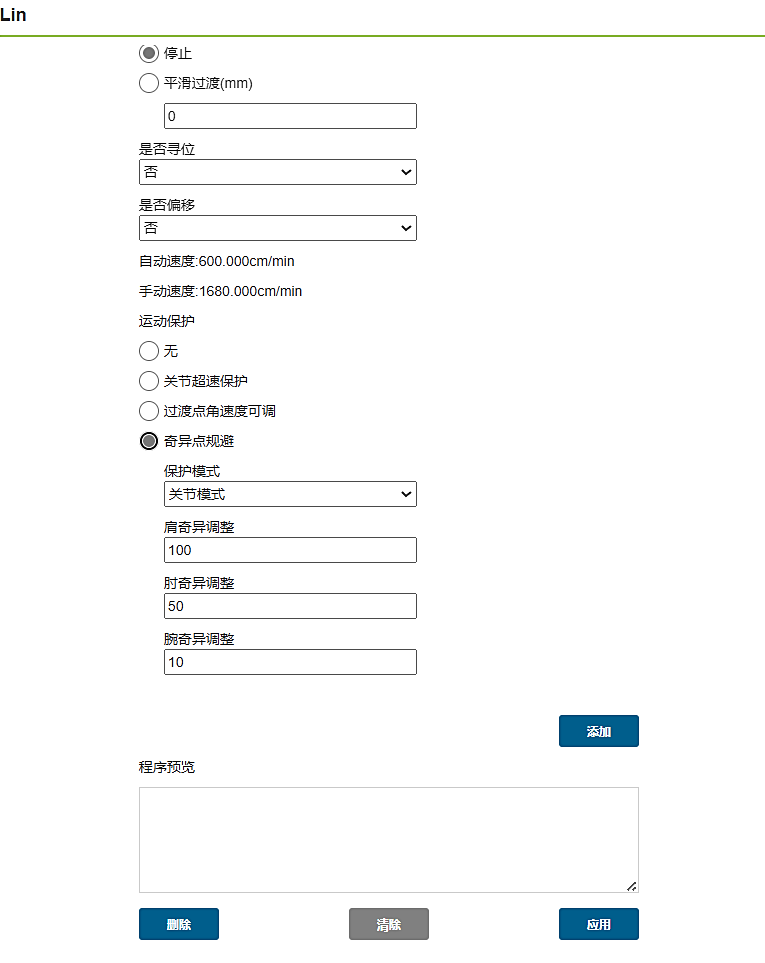 Lin
停止
平滑过渡(mm)
0
是否寻位
否
是否偏移
否
自动速度:600.000cm/min
手动速度:1680.000cm/min
运动保护
无
关节超速保护
过渡点角速度可调
奇异点规避
保护模式
关节模式
肩奇异调整
100
肘奇异调整
50
腕奇异调整
10
添加
程序预览
删除
清除
应用